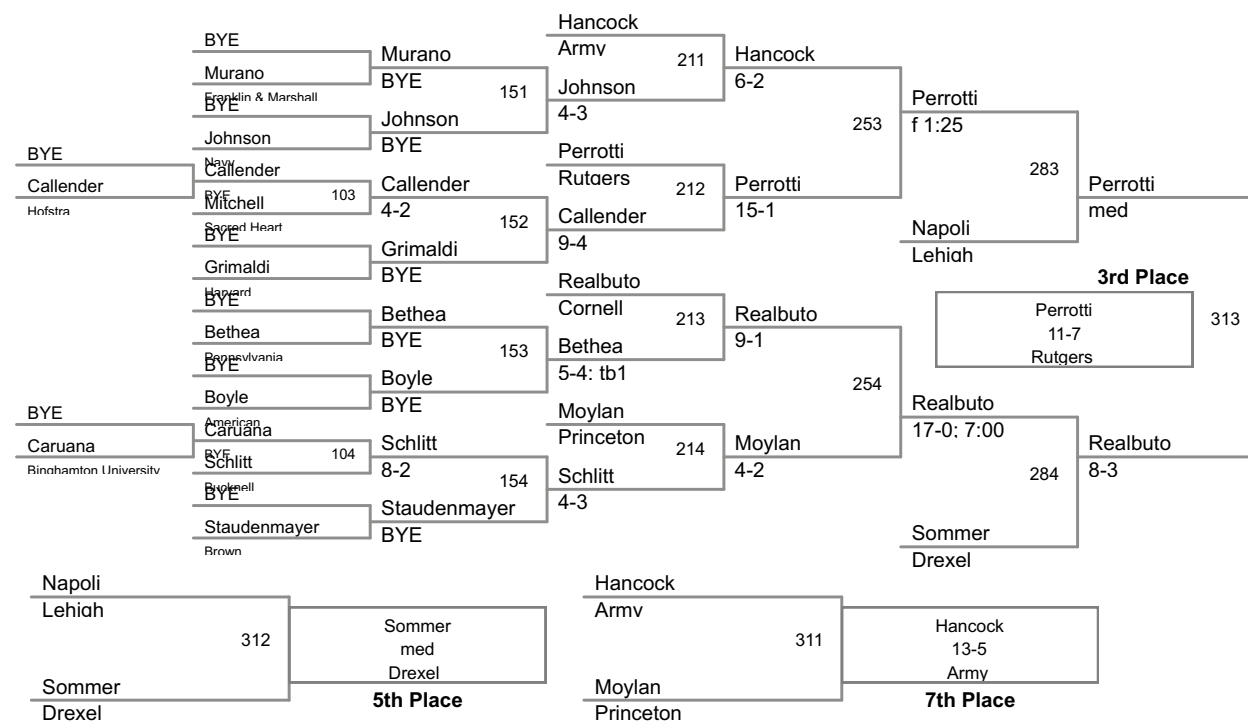 BYE
Callender
Hofstra
BYE
Caruana
Binghamton University
BYE
Murano
Franklin & Marshall
BYE
Johnson
Navy
Callender
BYE
103
Mitchell
Sacred Heart
BYE
Grimaldi
Harvard
BYE
Bethea
Pennsylvania
BYE
Boyle
American
Caruana
BYE
104
Schlitt
Bucknell
BYE
Staudenmayer
Brown
Murano
BYE
151
Johnson
BYE
Callender
4-2
152
Grimaldi
BYE
Bethea
BYE
153
Boyle
BYE
Schlitt
8-2
154
Staudenmayer
BYE
Hancock
Army
211
Johnson
4-3
Perrotti
Rutgers
212
Callender
9-4
Realbuto
Cornell
213
Bethea
5-4; tb1
Moylan
Princeton
214
Schlitt
4-3
Hancock
6-2
253
Perrotti
15-1
Realbuto
9-1
254
Moylan
4-2
Perrotti
f 1:25
283
Napoli
Lehigh
Realbuto
17-0; 7:00
284
Sommer
Drexel
Perrotti
med
3rd Place
Perrotti
11-7
Rutgers
313
Realbuto
8-3
Napoli
Lehigh
312
Sommer
Drexel
Sommer
med
Drexel
5th Place
Hancock
Army
311
Moylan
Princeton
Hancock
13-5
Army
7th Place